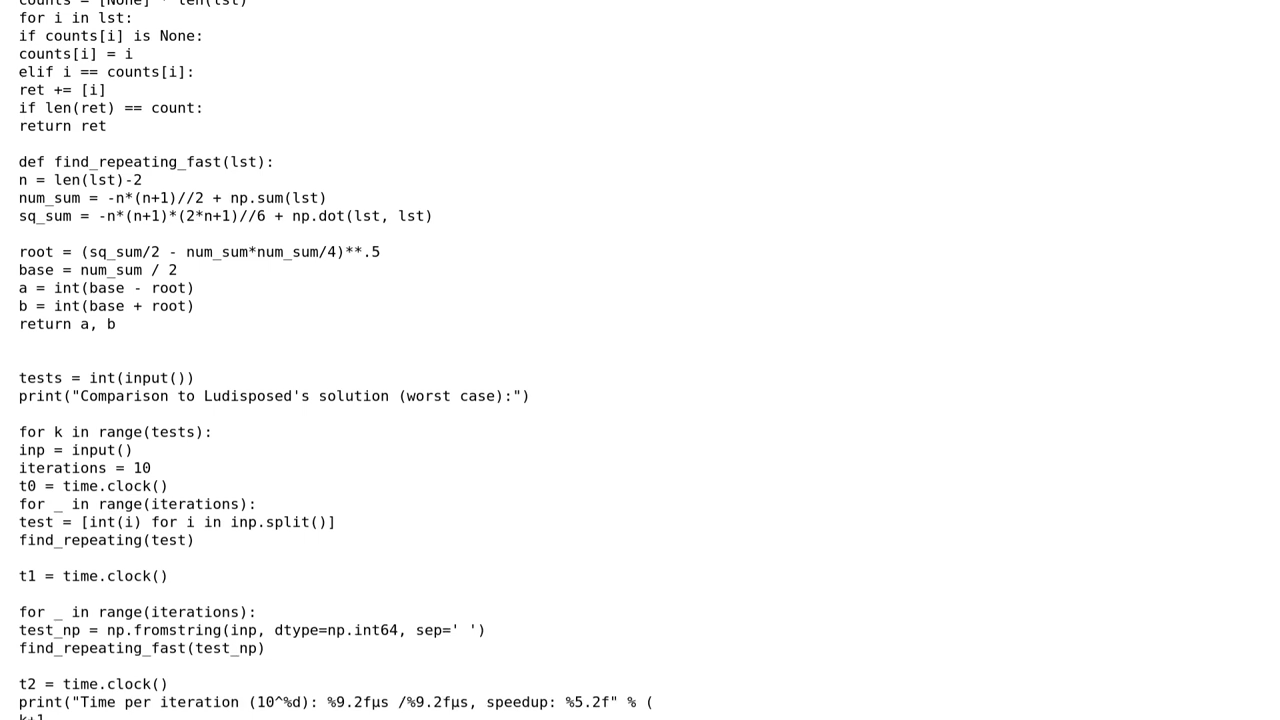 counts = [None] * len(lst)
for i in lst:
if counts[i] is None:
counts[i] = i
elif i == counts[i]:
ret += [i]
if len(ret) == count:
return ret

def find_repeating_fast(lst):
n = len(lst)-2
num_sum = -n*(n+1)//2 + np.sum(lst)
sq_sum = -n*(n+1)*(2*n+1)//6 + np.dot(lst, lst)

root = (sq_sum/2 - num_sum*num_sum/4)**.5
base = num_sum / 2
a = int(base - root)
b = int(base + root)
return a, b

tests = int(input())
print("Comparison to Ludisposed's solution (worst case):")

for k in range(tests):
inp = input()
iterations = 10
t0 = time.clock()
for _ in range(iterations):
test = [int(i) for i in inp.split()]
find_repeating(test)

t1 = time.clock()

for _ in range(iterations):
test_np = np.fromstring(inp, dtype=np.int64, sep=' ')
find_repeating_fast(test_np)

t2 = time.clock()
print("Time per iteration (10^%d): %9.2fµs /%9.2fµs, speedup: %5.2f" % (
k+1